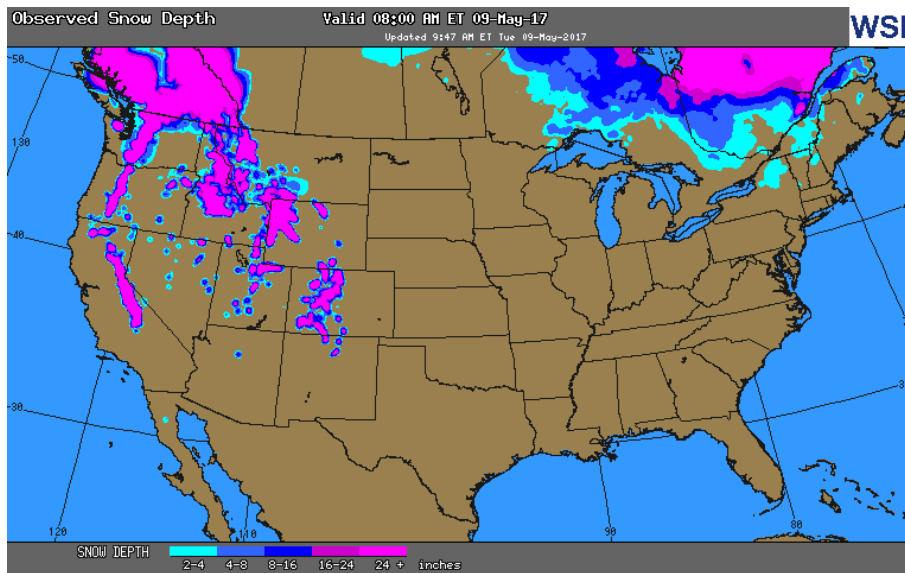 Observed Snow Depth
Valid 08:00 AM ET 09-May-17
Updated 9:47 AM ET Tue 09-May-2017
WSI
50
130
40
30
120
110
90
80
3
SNOW DEPTH
2-4 4-8 8-16 16-24 24 + inches